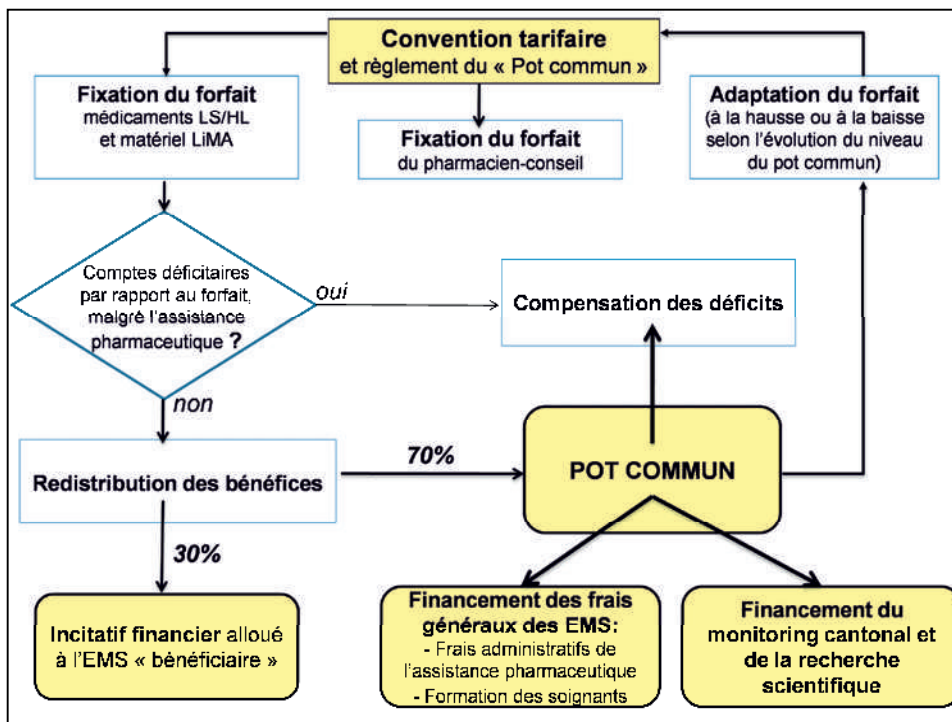 Convention tarifaire
et règlement du « Pot commun »
Fixation du forfait
médicaments LS/HL
et matériel LiMA
Fixation du forfait
du pharmacien-conseil
Adaptation du forfait
(à la hausse ou à la baisse
selon l'évolution du niveau
du pot commun)
Comptes déficitaires
par rapport au forfait,
malgré l'assistance
pharmaceutique ?
oui
Compensation des déficits
non
Redistribution des bénéfices
70%
POT COMMUN
30%
Incitatif financier alloué
à l'EMS « bénéficiaire »
Financement des frais
généraux des EMS:
- Frais administratifs de
l'assistance pharmaceutique
- Formation des soignants
Financement du
monitoring cantonal et
de la recherche
scientifique